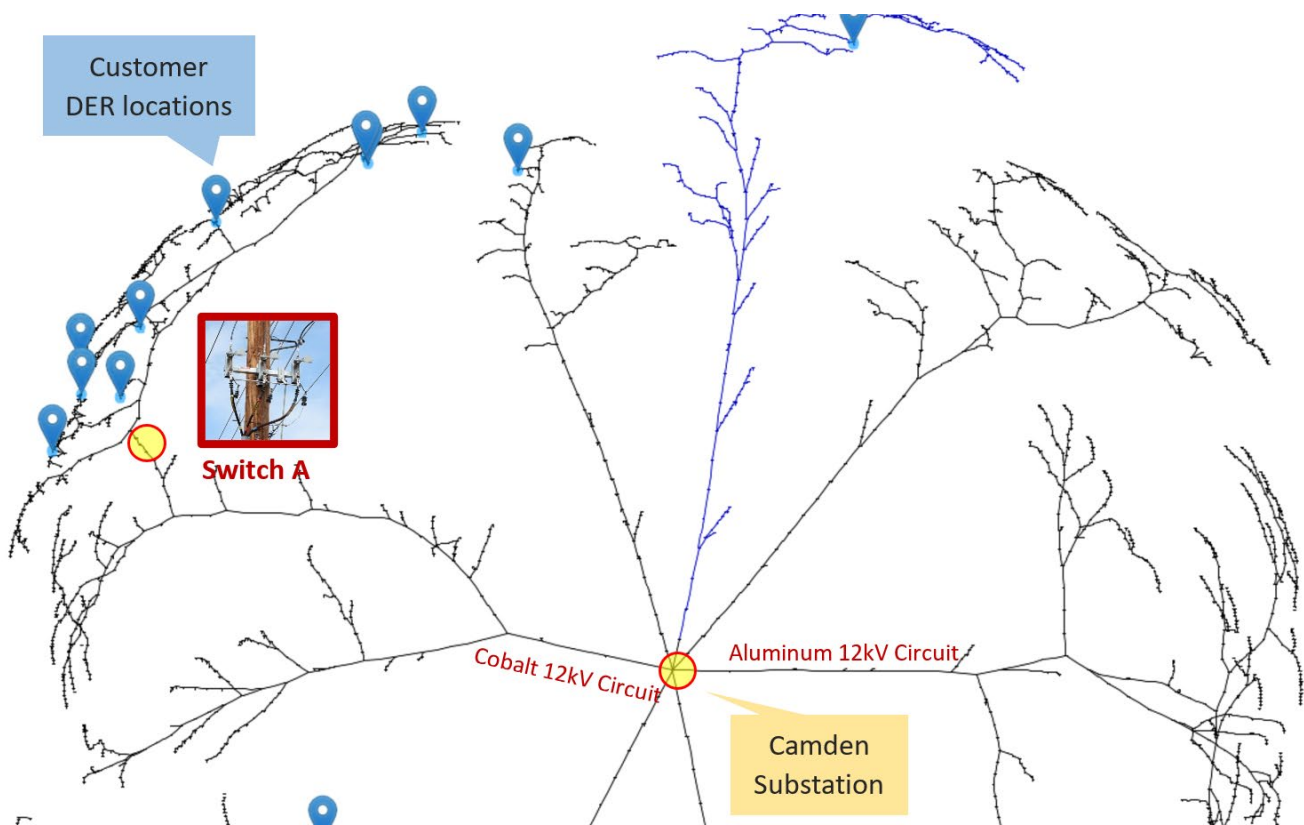 Customer
DER locations
Switch A
Cobalt 12kV Circuit
Aluminum 12kV Circuit
Camden
Substation